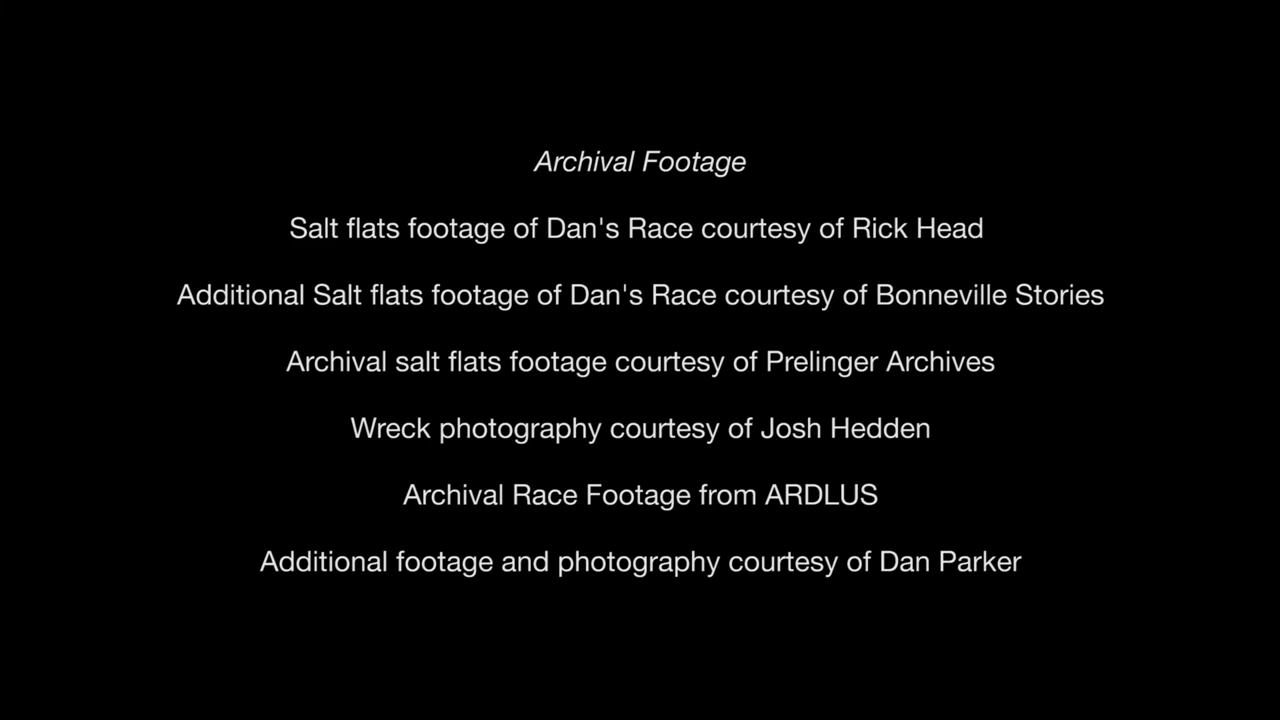 Archival Footage
Salt flats footage of Dan's Race courtesy of Rick Head
Additional Salt flats footage of Dan's Race courtesy of Bonneville Stories
Archival salt flats footage courtesy of Prelinger Archives
Wreck photography courtesy of Josh Hedden
Archival Race Footage from ARDLUS
Additional footage and photography courtesy of Dan Parker